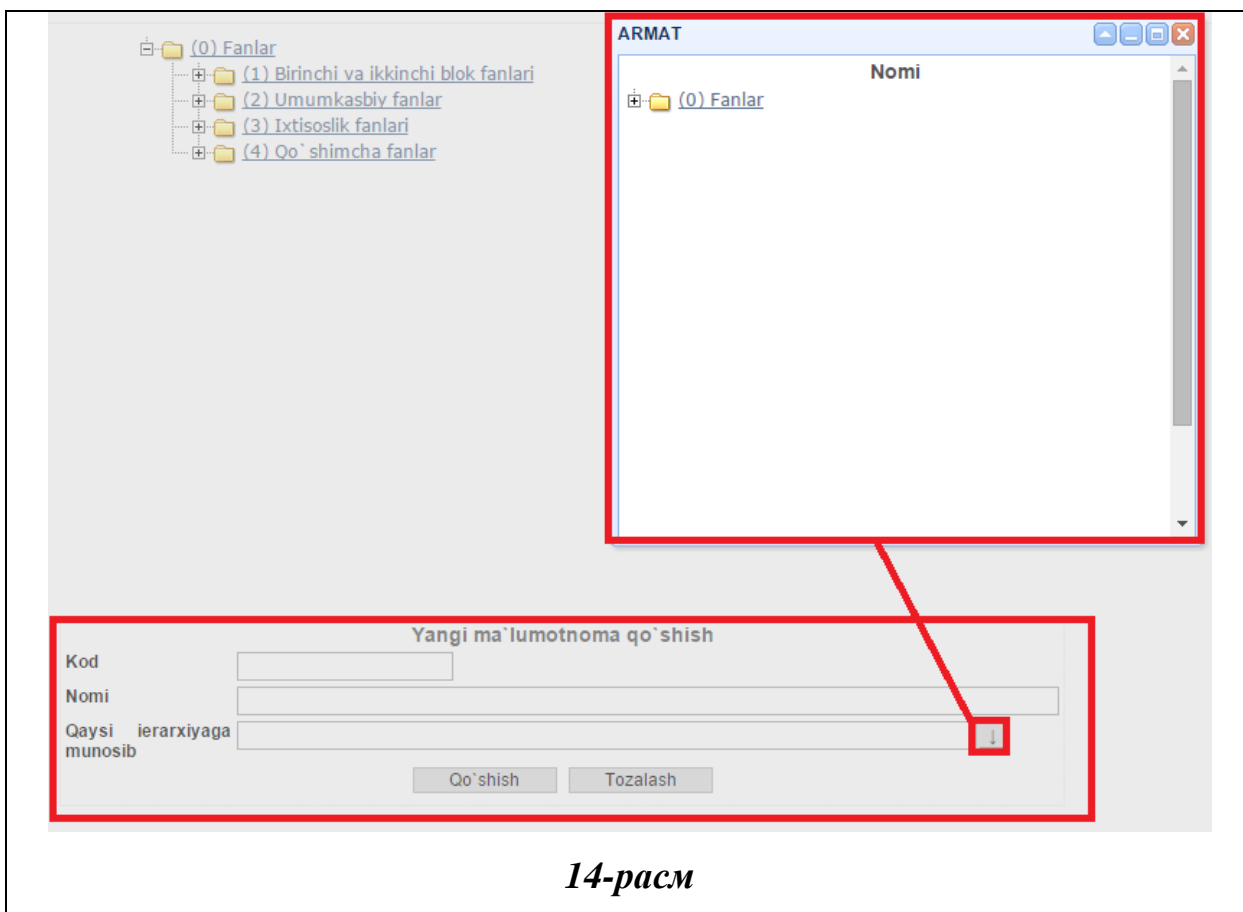 (0) Fanlar
(1) Birinchi va ikkinchi blok fanlari
(2) Umumkasbiy fanlar
(3) Ixtisoslik fanlari
(4) Qo`shimcha fanlar
ARMAT
Nomi
(0) Fanlar
Yangi ma`lumotnoma qo`shish
Kod
Nomi
Qaysi ierarxiyaga
munosib
↓
Qo`shish Tozalash
14-расм